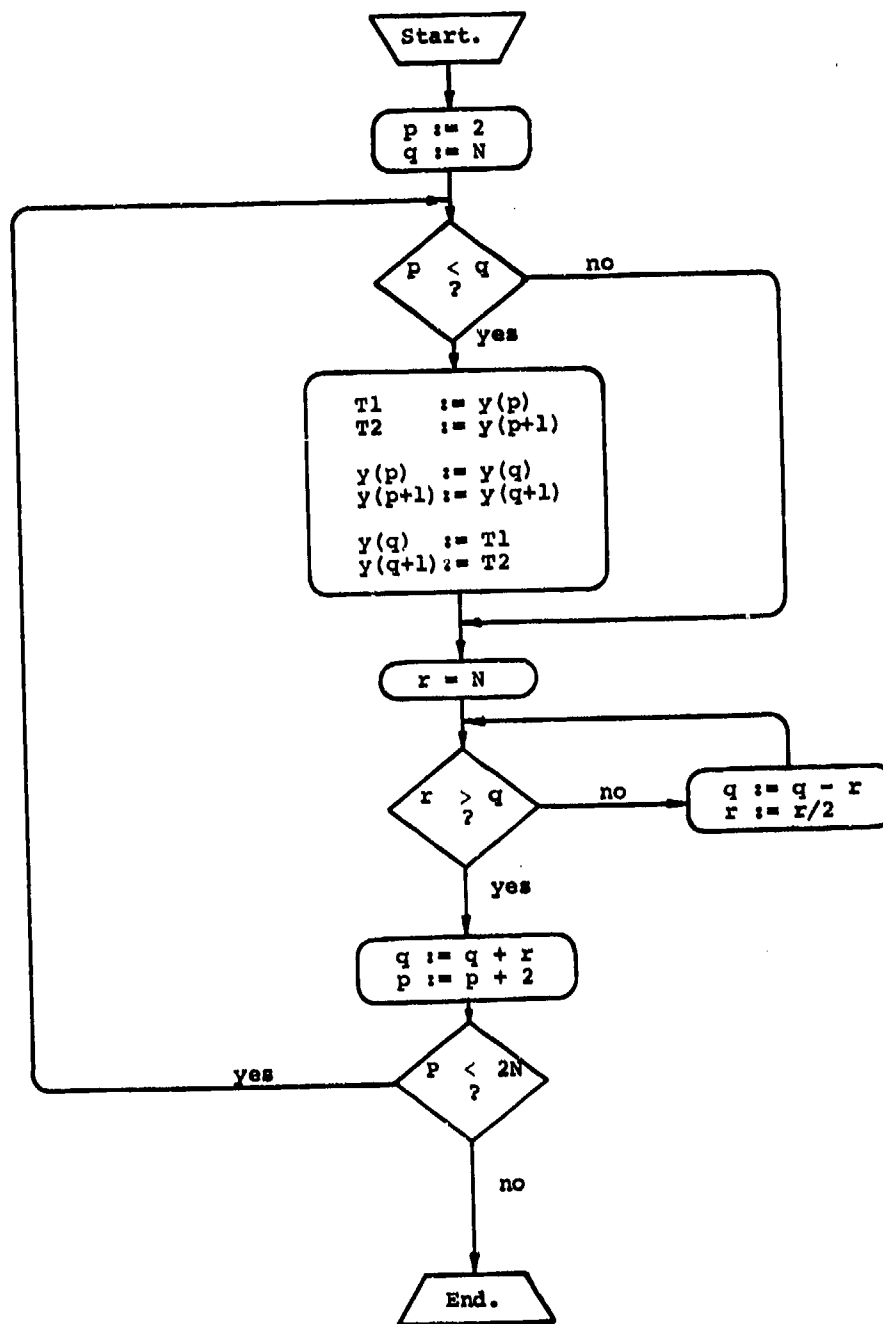 Start.
p := 2
q := N
p < q
?
no
yes
T1 := y(p)
T2 := y(p+1)
y(p) := y(q)
y(p+1):= y(q+1)
y(q) := T1
y(q+1):= T2
r = N
r > q
?
no
q := q - r
r := r/2
yes
q := q + r
p := p + 2
p < 2N
?
yes
no
End.